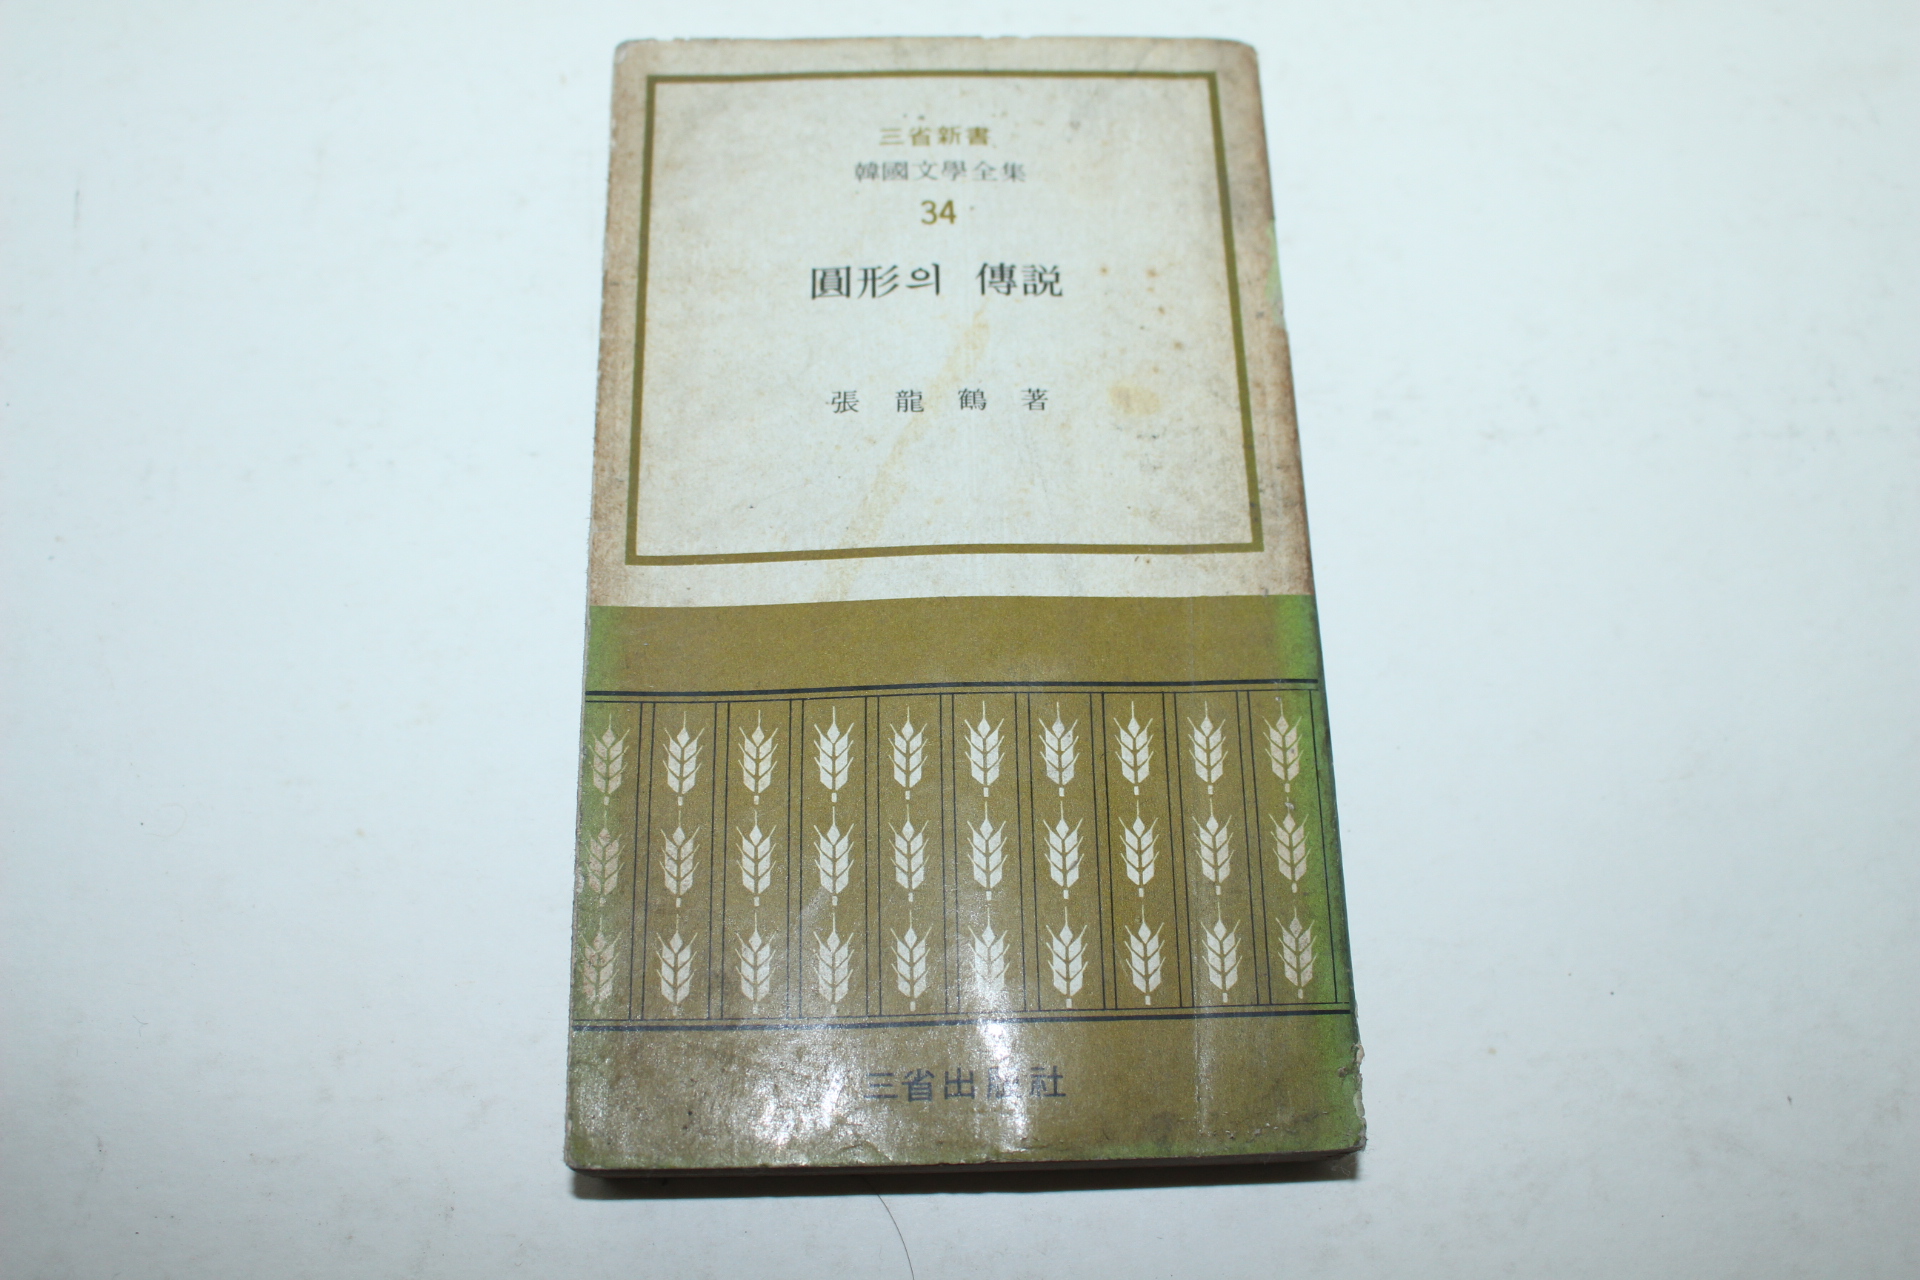 三省新書
韓國文學全集
34
圓形의 傳説
張龍鶴 著
三省出版社